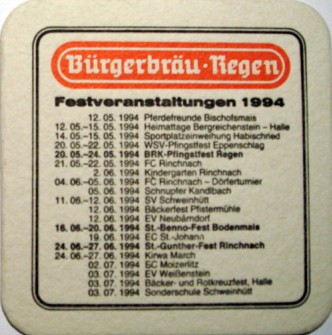 Bürgerbräu·Regen
Festveranstaltungen 1994
12. 05. 1994 Pferdefreunde Bischofsmais
12. 05.–15. 05. 1994 Heimattage Bergreichenstein – Halle
14. 05.–15. 05. 1994 Sportplatzeinweihung Habischried
20. 05.–22. 05. 1994 WSV-Pfingstfest Eppenschlag
20. 05.–24. 05. 1994 BRK-Pfingstfest Regen
21. 05.–22. 05. 1994 FC Rinchnach
2. 06. 1994 Kindergarten Rinchnach
04. 06.–05. 06. 1994 FC Rinchnach – Dörferturnier
05. 06. 1994 Schnupfer Kandlbach
11. 06.–12. 06. 1994 SV Schweinhütt
12. 06. 1994 Bäckerfest Pfistermühle
12. 06. 1994 EV Neubärndorf
16. 06.–20. 06. 1994 St.-Benno-Fest Bodenmais
19. 06. 1994 EC St.-Johann
24. 06.–27. 06. 1994 St.-Gunther-Fest Rinchnach
24. 06.–27. 06. 1994 Kirwa March
02. 07. 1994 Moizerlitz
03. 07. 1994 EV Weißenstein
03. 07. 1994 Bäcker- und Rotkreuzfest, Halle
03. 07. 1994 Sonderschule Schweinhütt